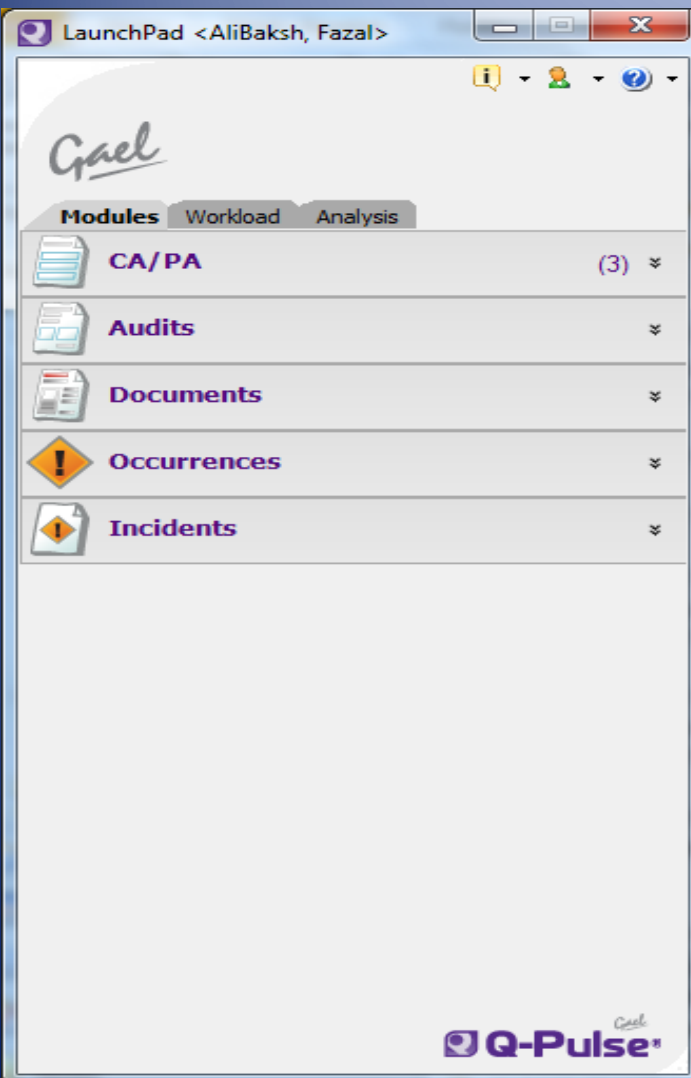 LaunchPad <AliBaksh, Fazal>
Gael
Modules Workload Analysis
CA/PA (3)
Audits
Documents
Occurrences
Incidents
Gael
Q-Pulse